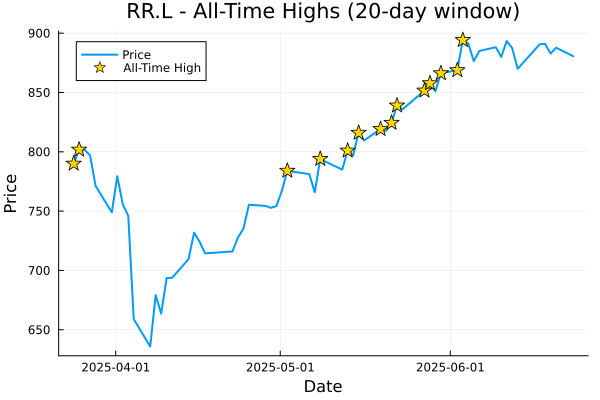 RR.L - All-Time Highs (20-day window)
Price
All-Time High
Price
900
850
800
750
700
650
2025-04-01
2025-05-01
2025-06-01
Date